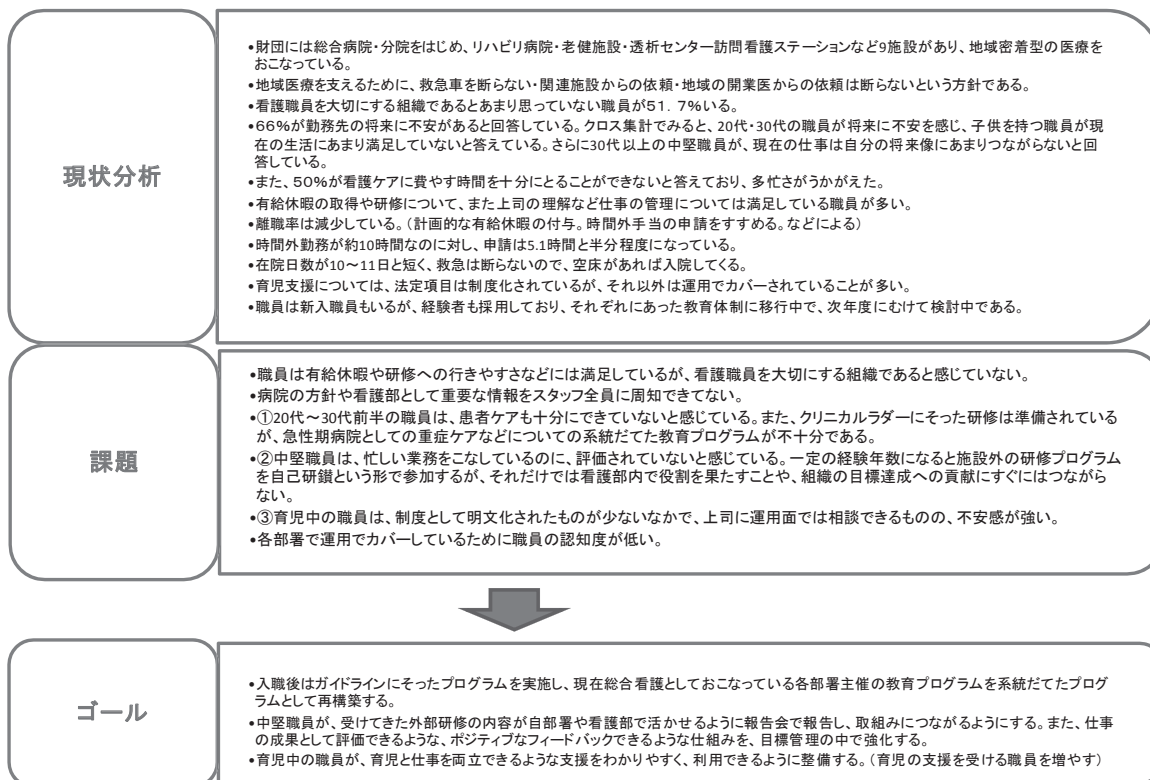 現状分析
•財団には総合病院・分院をはじめ、リハビリ病院・老健施設・透析センター訪問看護ステーションなど9施設があり、地域密着型の医療を
おこなっている。
•地域医療を支えるために、救急車を断らない・関連施設からの依頼・地域の開業医からの依頼は断らないという方針である。
•看護職員を大切にする組織であるとあまり思っていない職員が51.7%いる。
•66%が勤務先の将来に不安があると回答している。クロス集計でみると、20代・30代の職員が将来に不安を感じ、子供を持つ職員が現
在の生活にあまり満足していないと答えている。さらに30代以上の中堅職員が、現在の仕事は自分の将来像にあまりつながらないと回
答している。
•また、50%が看護ケアに費やす時間を十分にとることができないと答えており、多忙さがうかがえた。
•有給休暇の取得や研修について、また上司の理解など仕事の管理については満足している職員が多い。
•離職率は減少している。(計画的な有給休暇の付与。時間外手当の申請をすすめる。などによる)
•時間外勤務が約10時間なのに対し、申請は5.1時間と半分程度になっている。
•在院日数が10~11日と短く、救急は断らないので、空床があれば入院してくる。
•育児支援については、法定項目は制度化されているが、それ以外は運用でカバーされていることが多い。
•職員は新入職員もいるが、経験者も採用しており、それぞれにあった教育体制に移行中で、次年度にむけて検討中である。
課題
•職員は有給休暇や研修への行きやすさなどには満足しているが、看護職員を大切にする組織であると感じていない。
•病院の方針や看護部として重要な情報をスタッフ全員に周知できてない。
•①20代~30代前半の職員は、患者ケアも十分にできていないと感じている。また、クリニカルラダーにそった研修は準備されている
が、急性期病院としての重症ケアなどについての系統だてた教育プログラムが不十分である。
•②中堅職員は、忙しい業務をこなしているのに、評価されていないと感じている。一定の経験年数になると施設外の研修プログラム
を自己研鑽という形で参加するが、それだけでは看護部内で役割を果たすことや、組織の目標達成への貢献にすぐにはつながら
ない。
•③育児中の職員は、制度として明文化されたものが少ないなかで、上司に運用面では相談できるものの、不安感が強い。
•各部署で運用でカバーしているために職員の認知度が低い。
ゴール
•入職後はガイドラインにそったプログラムを実施し、現在総合看護としておこなっている各部署主催の教育プログラムを系統だてたプログ
ラムとして再構築する。
•中堅職員が、受けてきた外部研修の内容が自部署や看護部で活かせるように報告会で報告し、取組みにつながるようにする。また、仕事
の成果として評価できるような、ポジティブなフィードバックできるような仕組みを、目標管理の中で強化する。
•育児中の職員が、育児と仕事を両立できるような支援をわかりやすく、利用できるように整備する。(育児の支援を受ける職員を増やす)